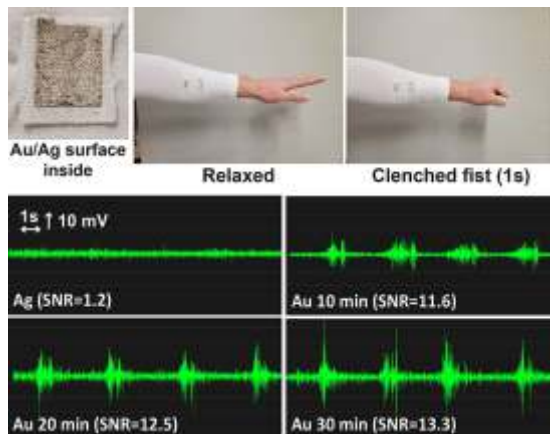 Au/Ag surface
inside
Relaxed
Clenched fist (1s)
1s ↑ 10 mV
Ag (SNR=1.2)
Au 10 min (SNR=11.6)
Au 20 min (SNR=12.5)
Au 30 min (SNR=13.3)